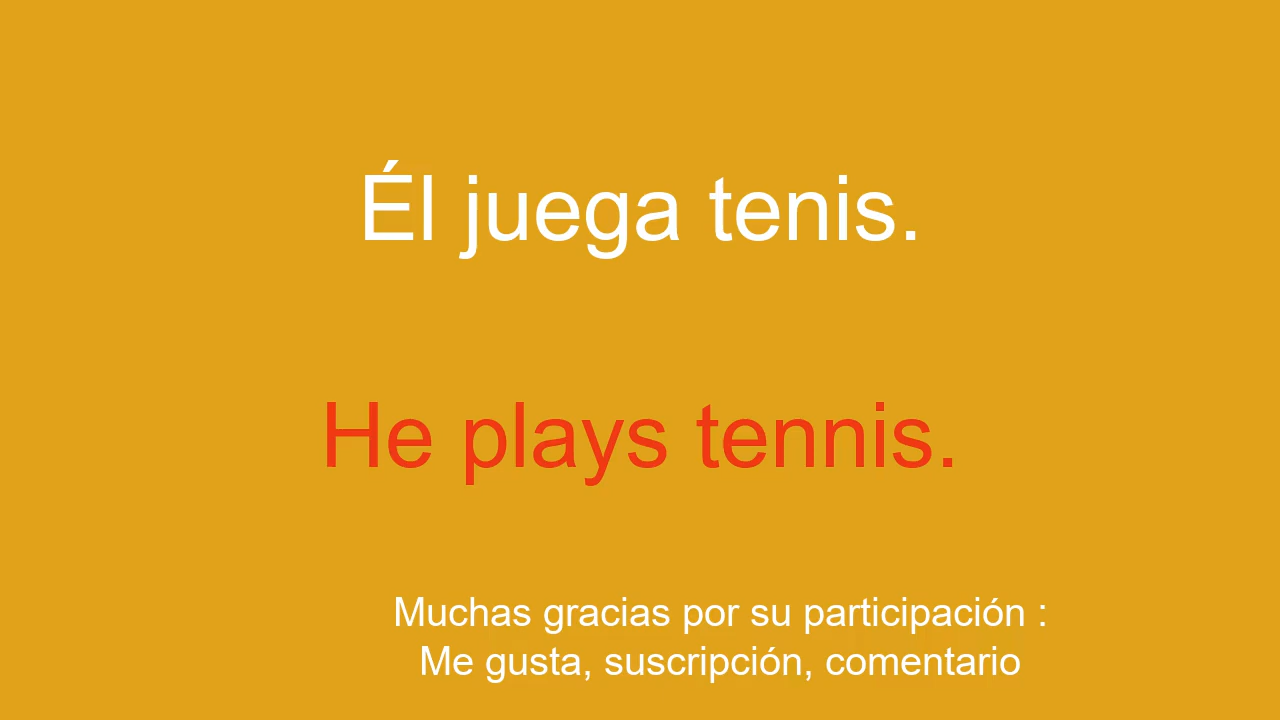 Él juega tenis.
He plays tennis.
Muchas gracias por su participación :
Me gusta, suscripción, comentario